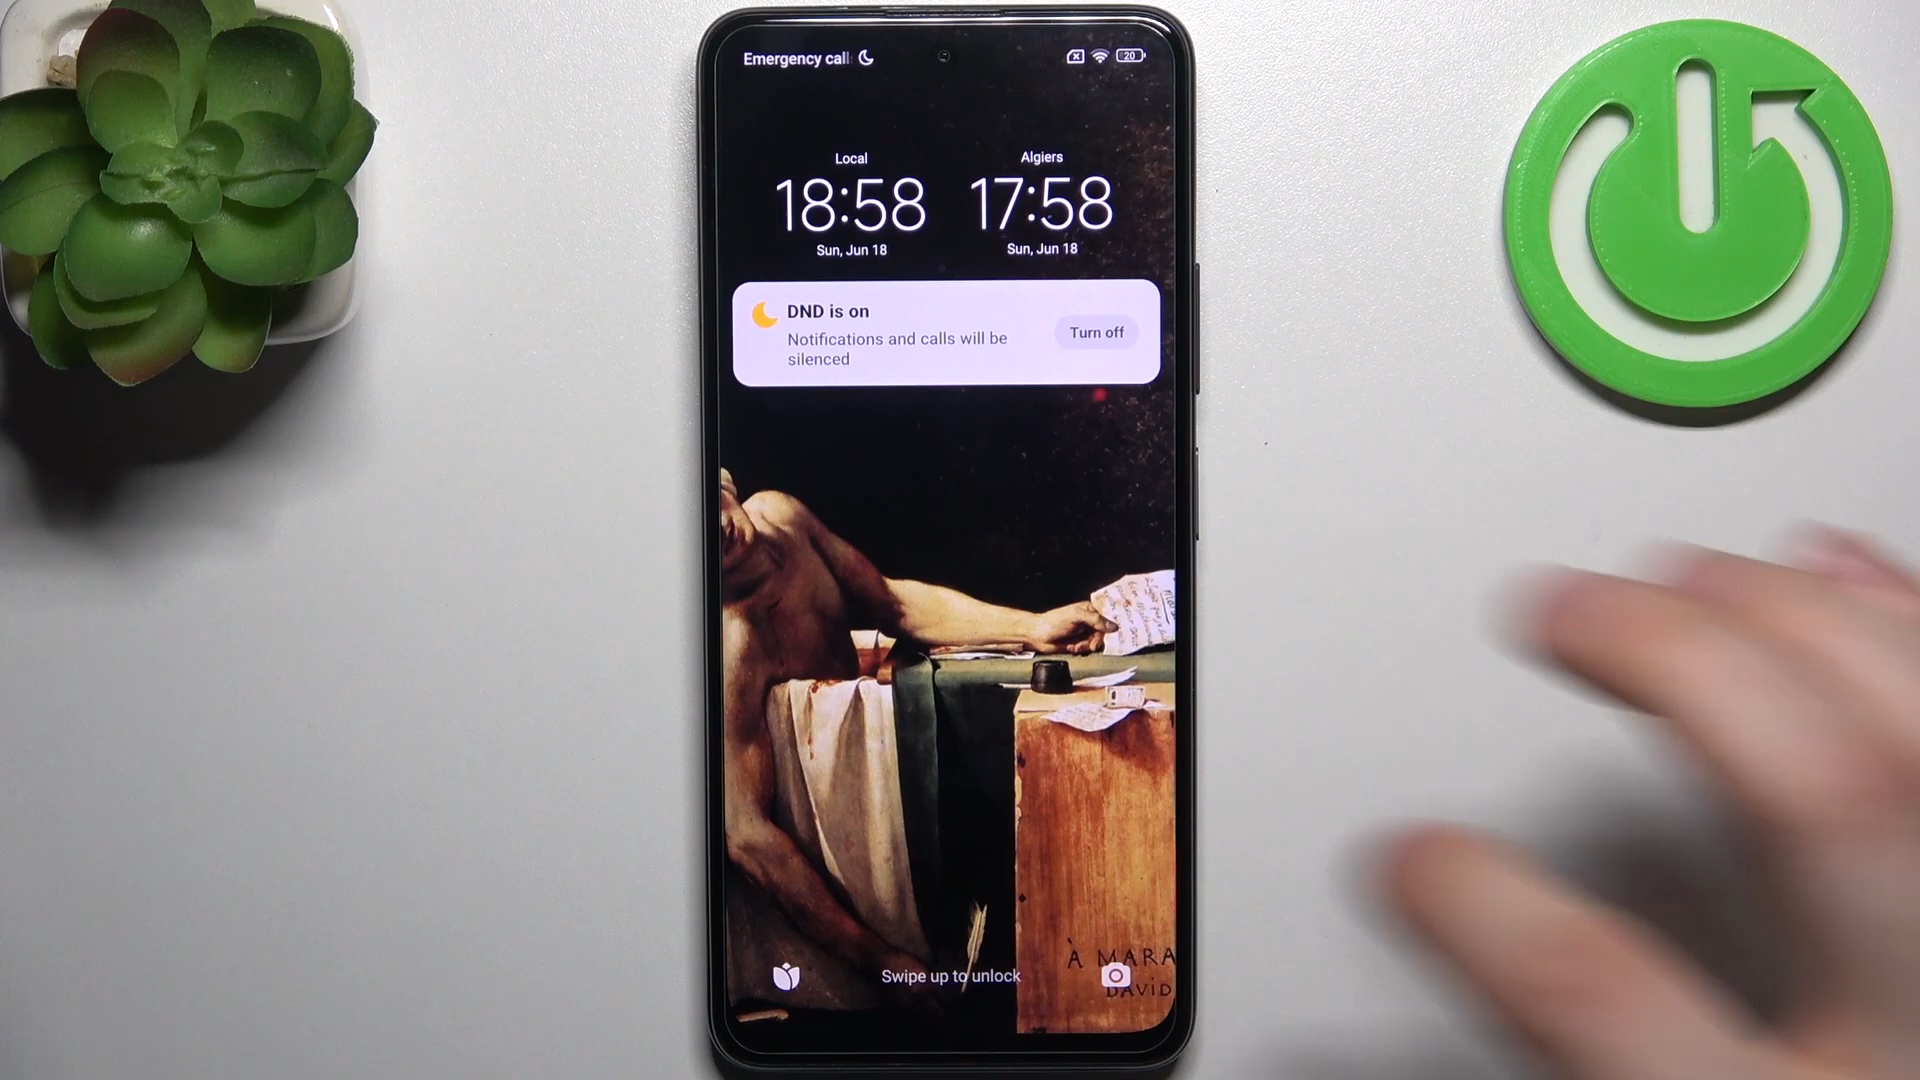 Emergency call
20
Local
Algiers
18:58
17:58
Sun, Jun 18
Sun, Jun 18
DND is on
Notifications and calls will be
silenced
Turn off
À MARA
DAVID
Swipe up to unlock